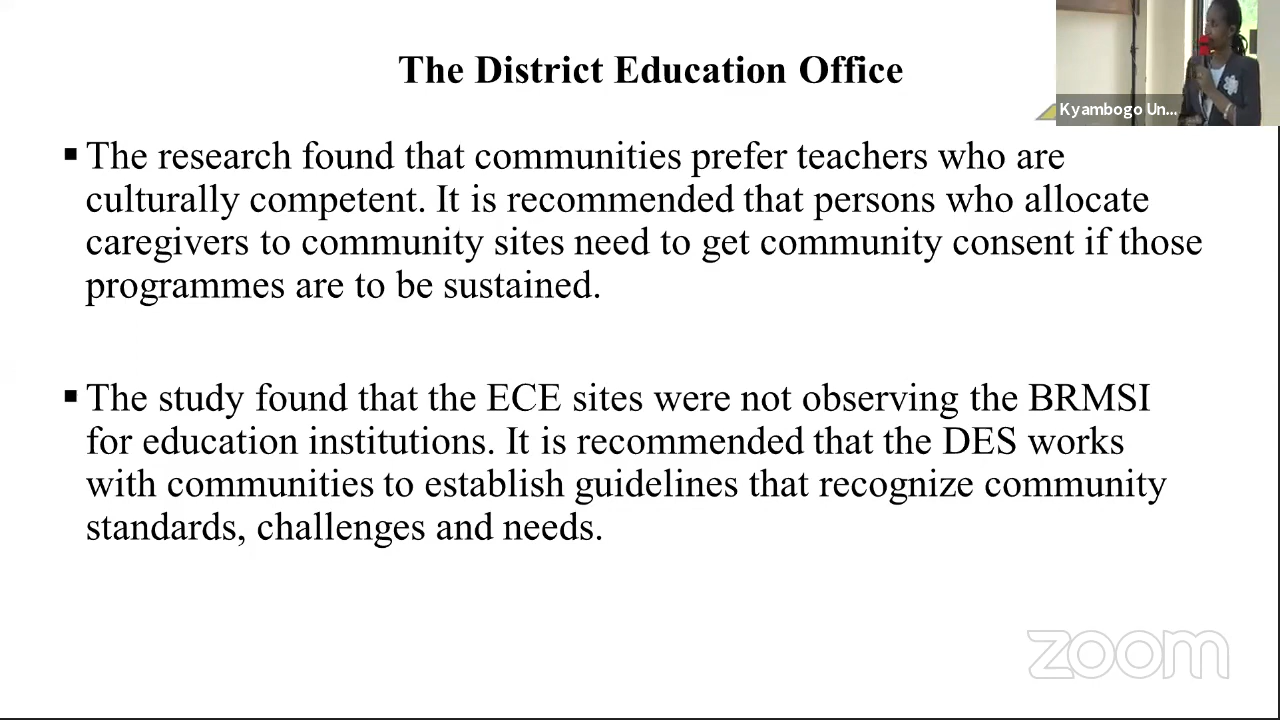 The District Education Office
Kyambogo Un...
▪ The research found that communities prefer teachers who are
culturally competent. It is recommended that persons who allocate
caregivers to community sites need to get community consent if those
programmes are to be sustained.
▪ The study found that the ECE sites were not observing the BRMSI
for education institutions. It is recommended that the DES works
with communities to establish guidelines that recognize community
standards, challenges and needs.
zoom